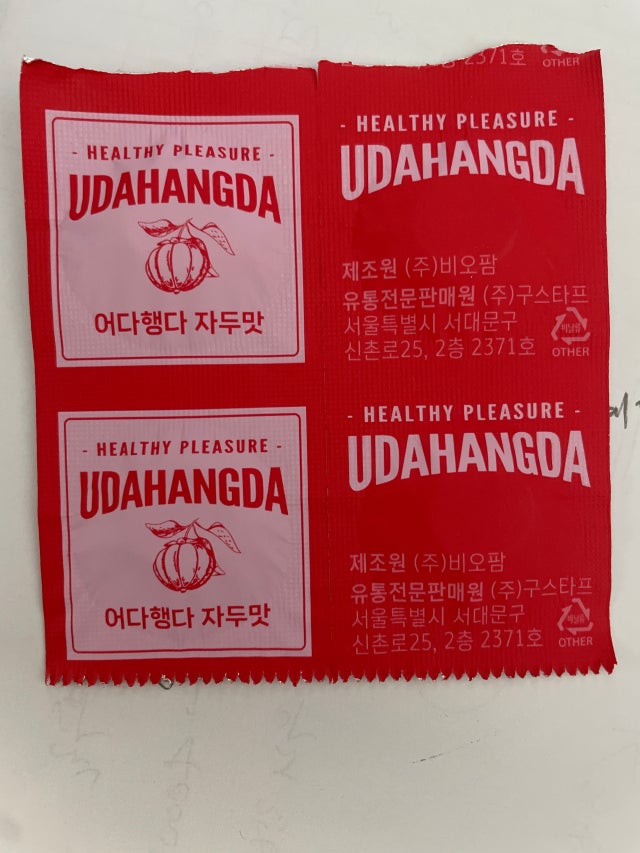 2371호
OTHER
- HEALTHY PLEASURE -
UDAHANGDA
어다행다 자두맛
- HEALTHY PLEASURE -
UDAHANGDA
제조원 (주)비오팜
유통전문판매원 (주)구스타프
서울특별시 서대문구
신촌로25, 2층 2371호
비닐류
OTHER
- HEALTHY PLEASURE -
UDAHANGDA
어다행다 자두맛
- HEALTHY PLEASURE -
UDAHANGDA
제조원 (주)비오팜
유통전문판매원 (주)구스타프
서울특별시 서대문구
신촌로25, 2층 2371호
비닐류
OTHER